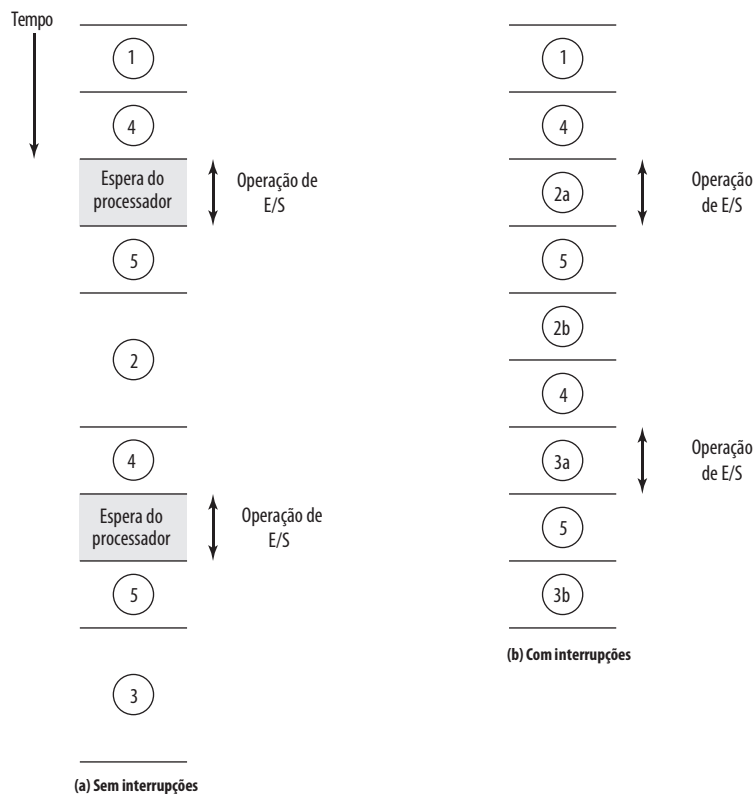 Tempo
1
4
Espera do
processador
Operação de
E/S
5
2
4
Espera do
processador
Operação de
E/S
5
3
(a) Sem interrupções
1
4
2a
Operação
de E/S
5
2b
4
3a
Operação
de E/S
5
3b
(b) Com interrupções